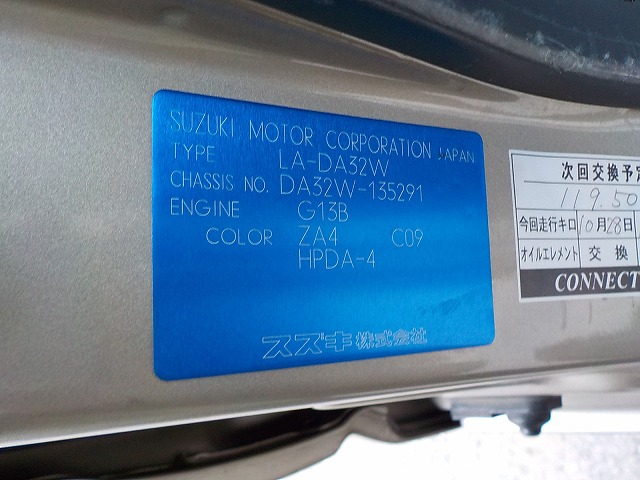 SUZUKI MOTOR CORPORATION JAPAN
TYPE LA-DA32W
CHASSIS NO. DA32W-135291
ENGINE G13B
COLOR ZA4 C09
HPDA-4
スズキ株式会社
次回交換予定
119.50
今回走行キロ 10月28日
オイルエレメント 交換
CONNECT